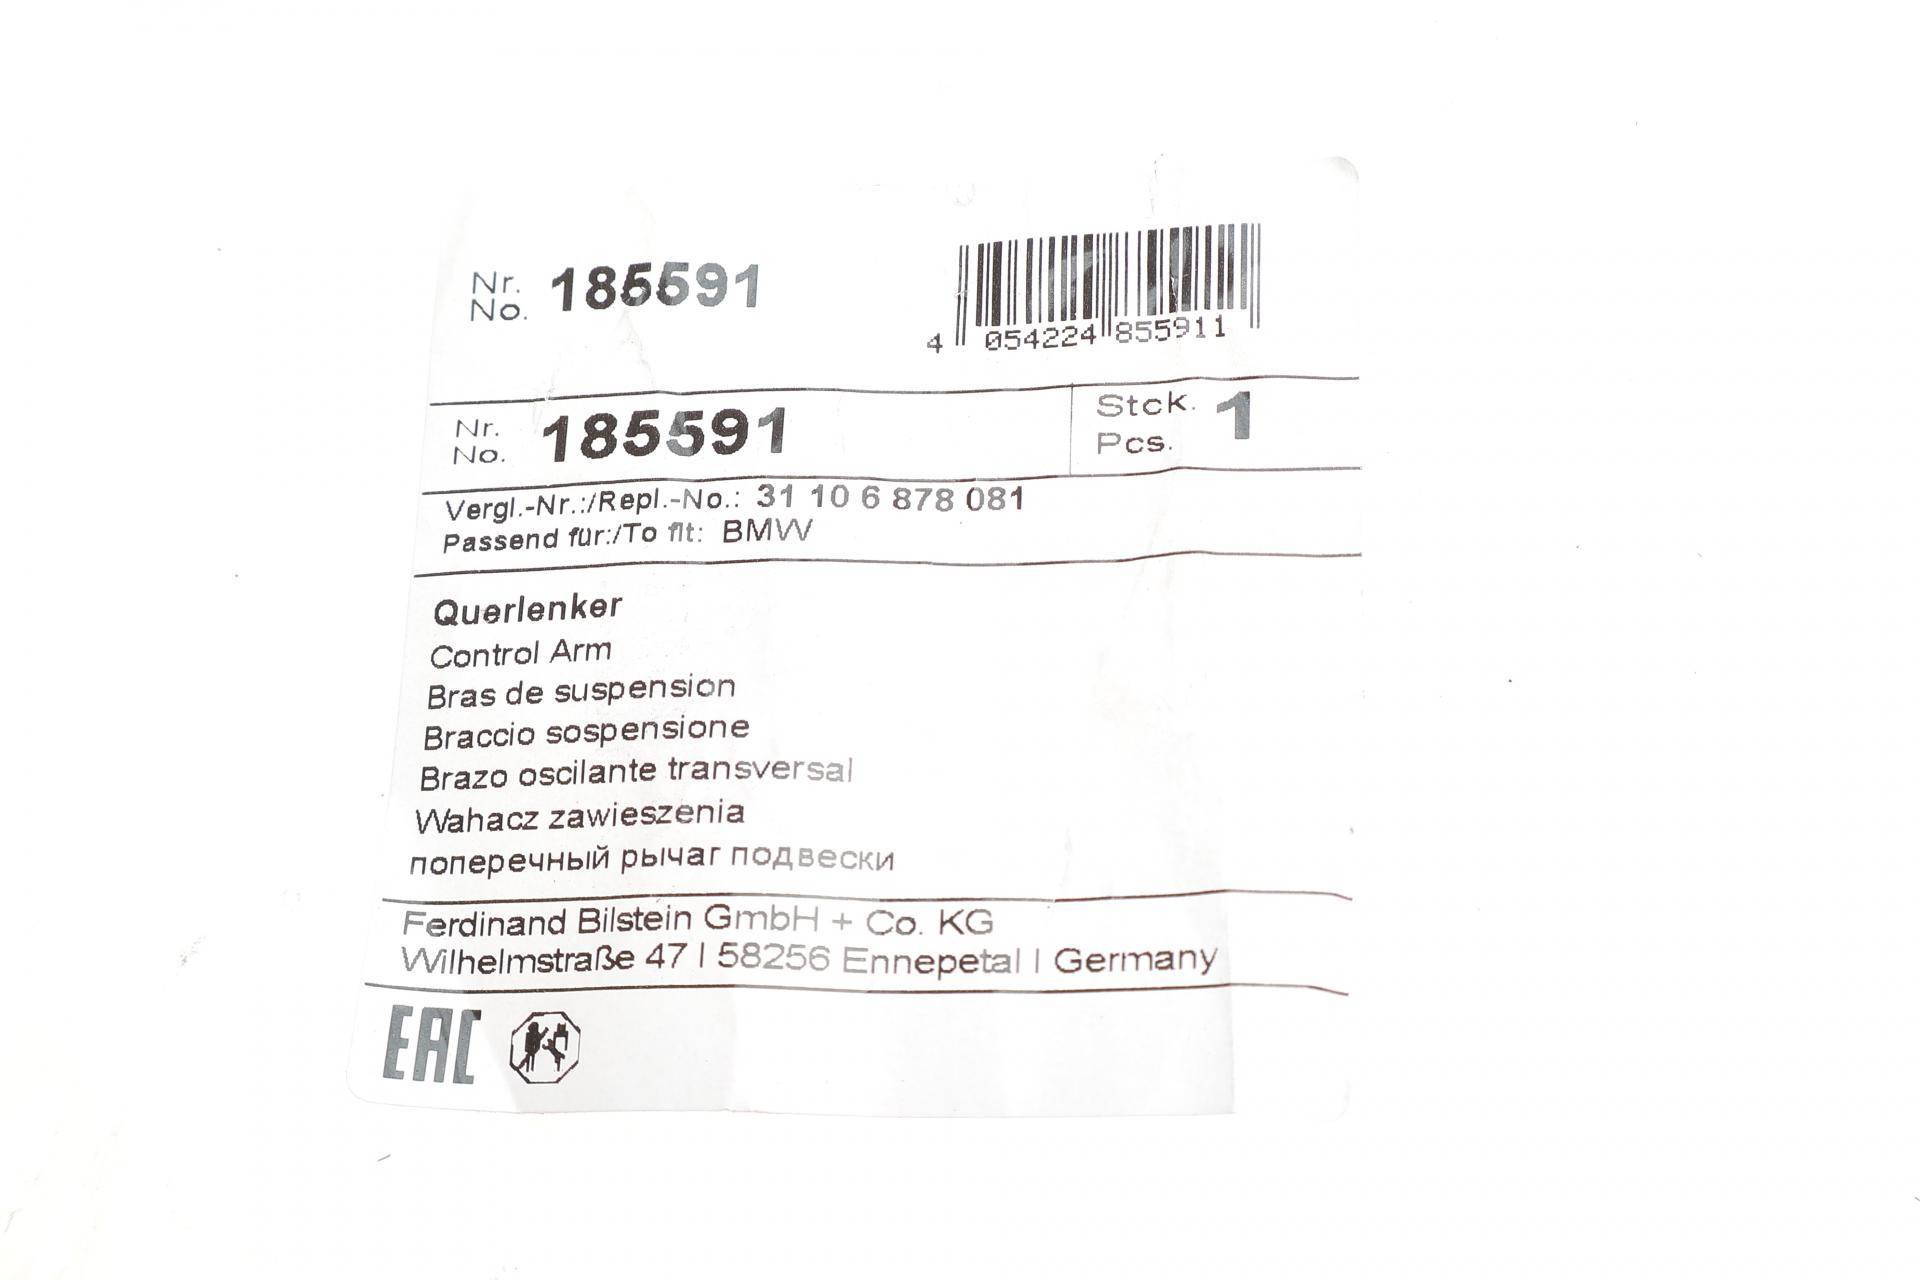 Nr.
No. 185591
4 054224 855911
Nr.
No. 185591
Stck.
Pcs. 1
Vergl.-Nr.:/Repl.-No.: 31 10 6 878 081
Passend für:/To fit: BMW
Querlenker
Control Arm
Bras de suspension
Braccio sospensione
Brazo oscilante transversal
Wahacz zawieszenia
поперечный рычаг подвески
Ferdinand Bilstein GmbH + Co. KG
Wilhelmstraße 47 | 58256 Ennepetal | Germany
EAC